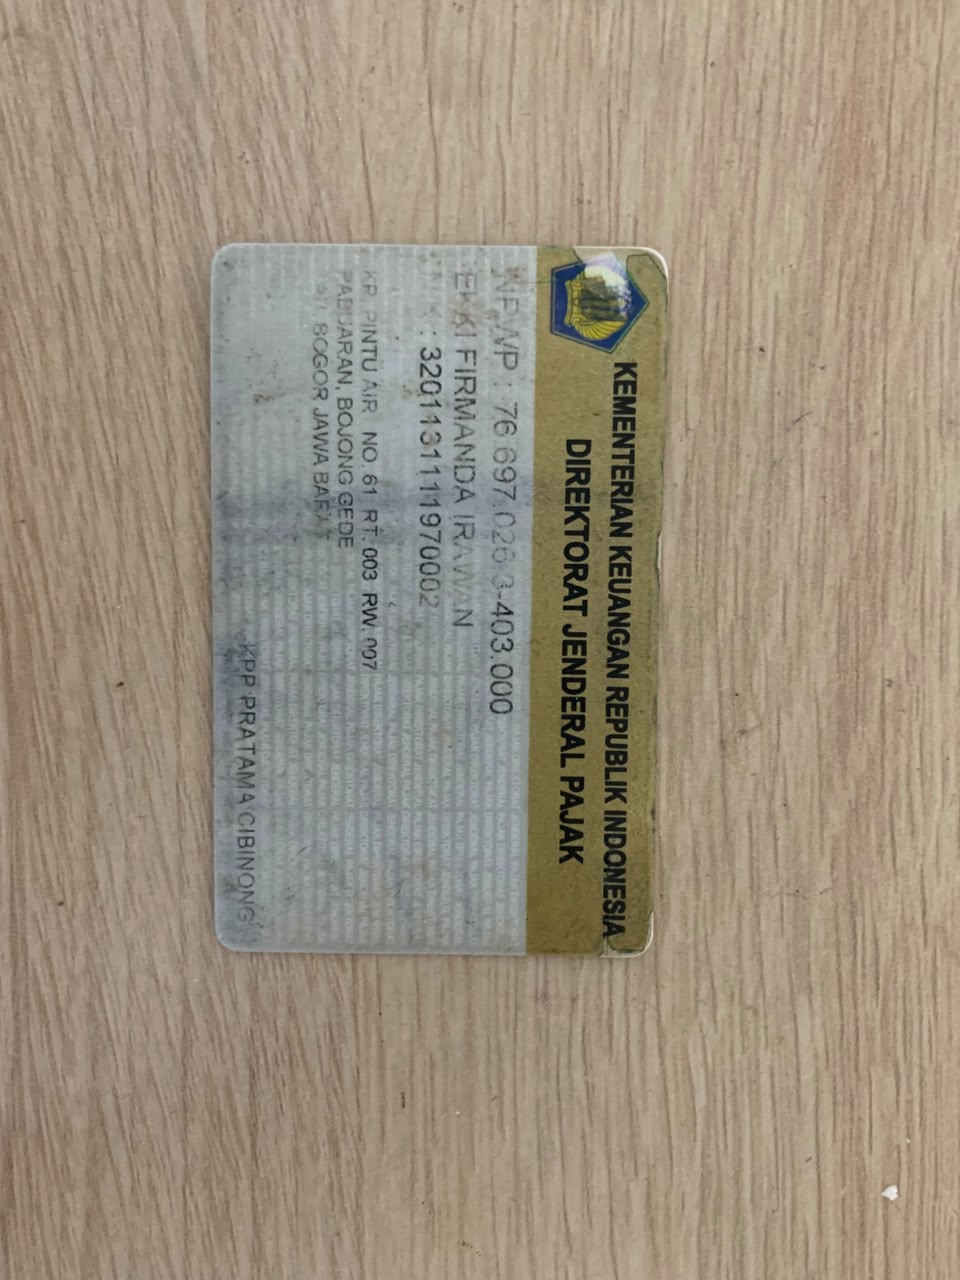 KEMENTERIAN KEUANGAN REPUBLIK INDONESIA
DIREKTORAT JENDERAL PAJAK
NPWP : 76.697.026.3-403.000
FIRMANDA IRAWAN
NIK : 3201131111970002
KP. PINTU AIR NO. 61 RT. 003 RW. 007
PABUARAN, BOJONG GEDE
BOGOR JAWA BARAT
KPP PRATAMA CIBINONG